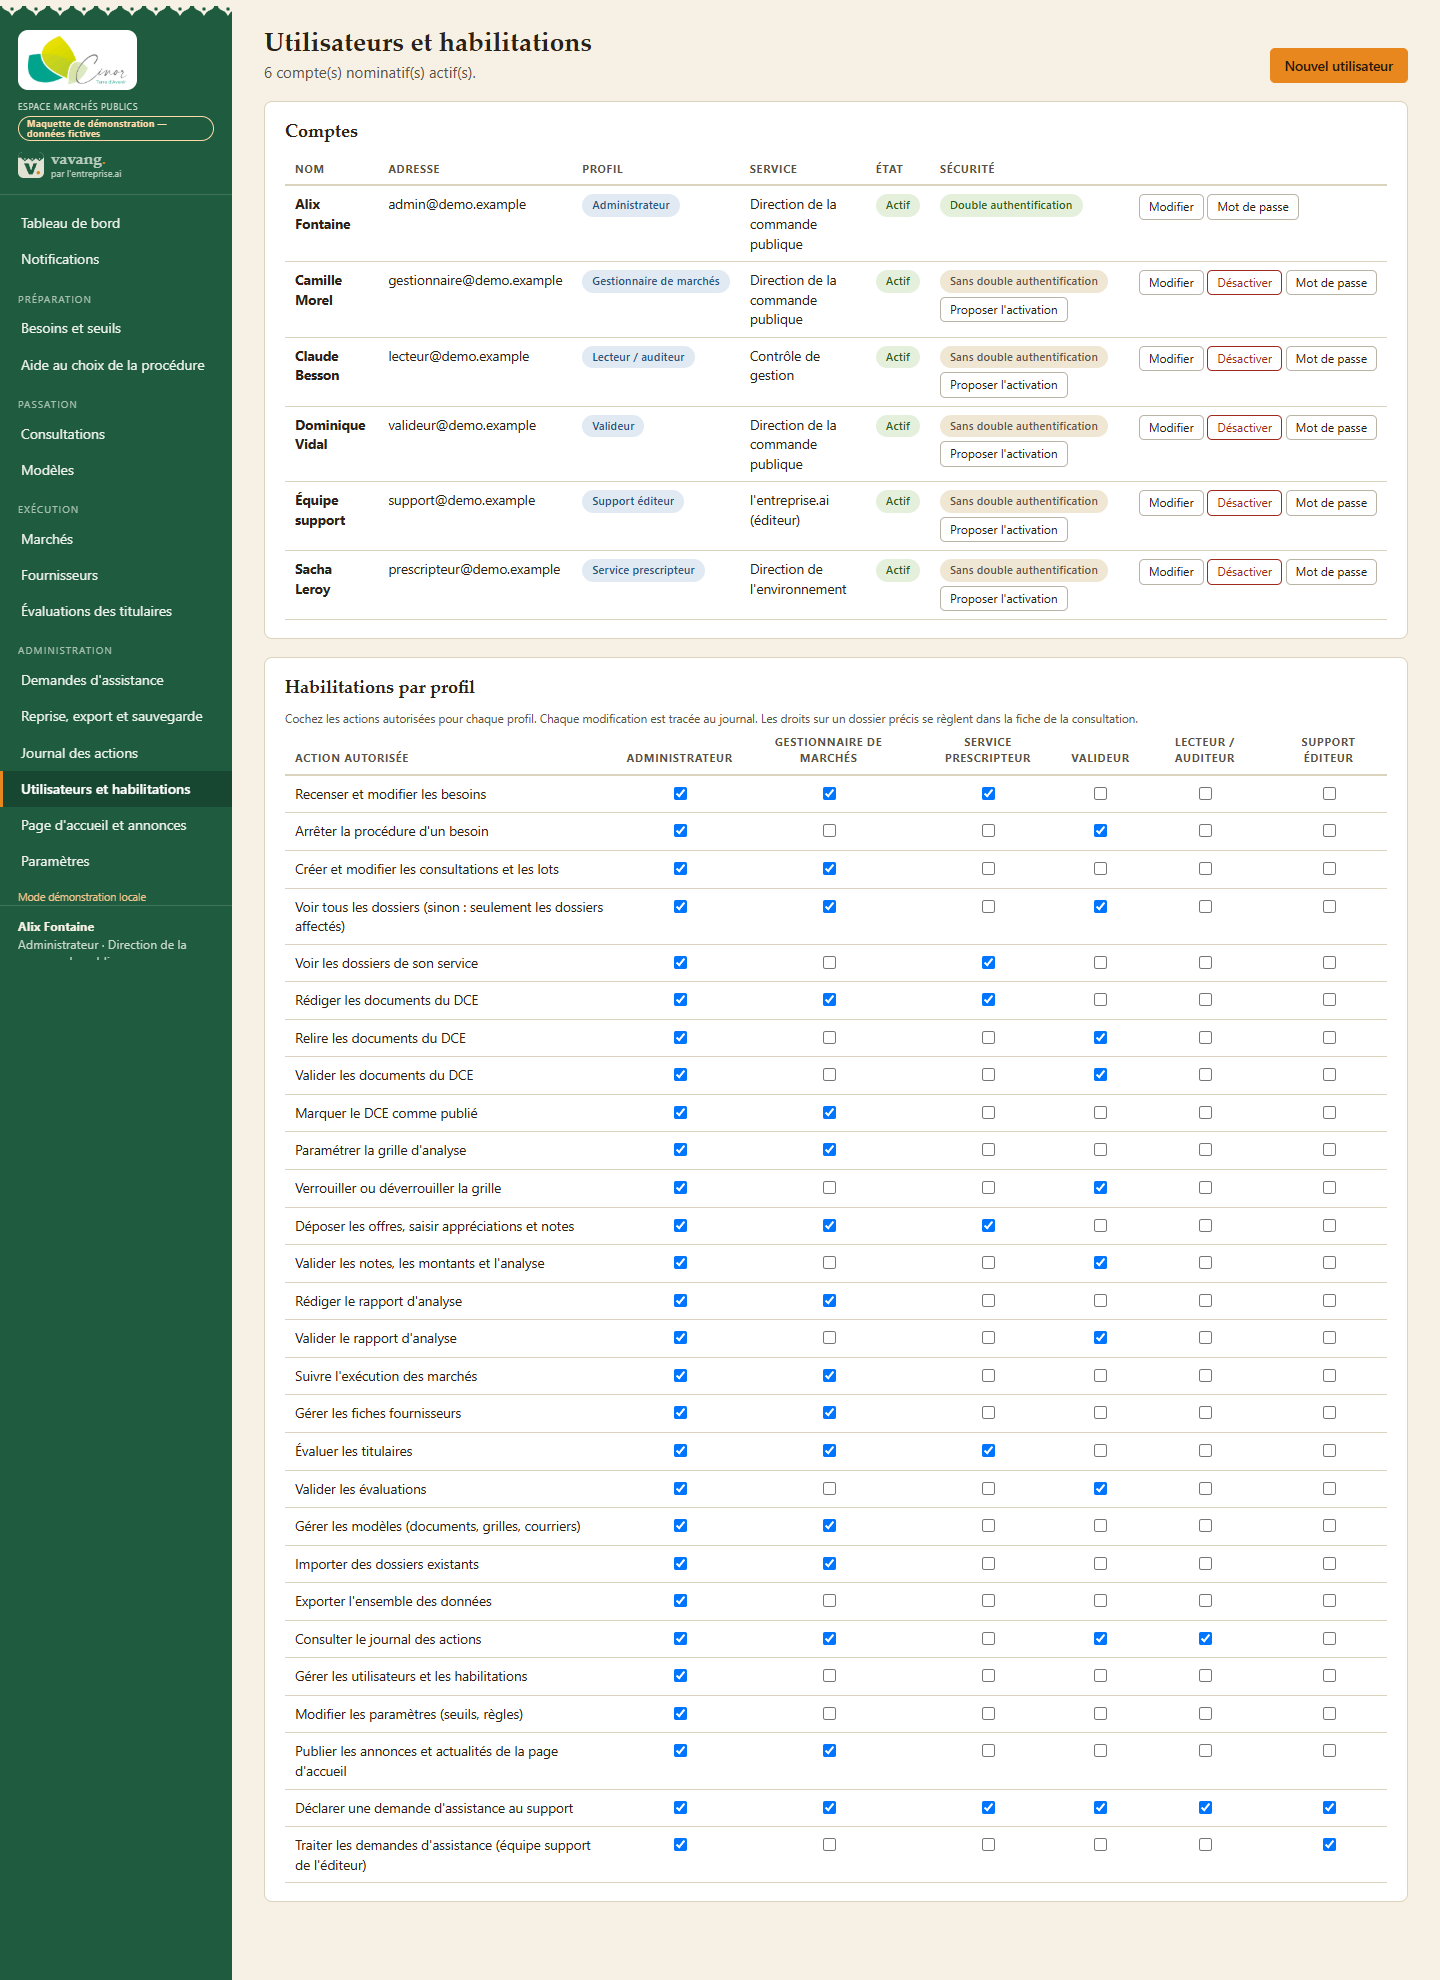 Cinor
ESPACE MARCHÉS PUBLICS
Maquette de démonstration —
données fictives
vavang.
par l'entreprise.ai
Tableau de bord
Notifications
PRÉPARATION
Besoins et seuils
Aide au choix de la procédure
PASSATION
Consultations
Modèles
EXÉCUTION
Marchés
Fournisseurs
Évaluations des titulaires
ADMINISTRATION
Demandes d'assistance
Reprise, export et sauvegarde
Journal des actions
Utilisateurs et habilitations
Page d'accueil et annonces
Paramètres
Mode démonstration locale
Alix Fontaine
Administrateur · Direction de la
Utilisateurs et habilitations
6 compte(s) nominatif(s) actif(s).
Nouvel utilisateur
Comptes
NOM ADRESSE PROFIL SERVICE ÉTAT SÉCURITÉ
Alix Fontaine admin@demo.example Administrateur Direction de la commande publique Actif Double authentification Modifier Mot de passe
Camille Morel gestionnaire@demo.example Gestionnaire de marchés Direction de la commande publique Actif Sans double authentification Proposer l'activation Modifier Désactiver Mot de passe
Claude Besson lecteur@demo.example Lecteur / auditeur Contrôle de gestion Actif Sans double authentification Proposer l'activation Modifier Désactiver Mot de passe
Dominique Vidal valideur@demo.example Valideur Direction de la commande publique Actif Sans double authentification Proposer l'activation Modifier Désactiver Mot de passe
Équipe support support@demo.example Support éditeur l'entreprise.ai (éditeur) Actif Sans double authentification Proposer l'activation Modifier Désactiver Mot de passe
Sacha Leroy prescripteur@demo.example Service prescripteur Direction de l'environnement Actif Sans double authentification Proposer l'activation Modifier Désactiver Mot de passe
Habilitations par profil
Cochez les actions autorisées pour chaque profil. Chaque modification est tracée au journal. Les droits sur un dossier précis se règlent dans la fiche de la consultation.
ACTION AUTORISÉE ADMINISTRATEUR GESTIONNAIRE DE MARCHÉS SERVICE PRESCRIPTEUR VALIDEUR LECTEUR / AUDITEUR SUPPORT ÉDITEUR
Recenser et modifier les besoins
Arrêter la procédure d'un besoin
Créer et modifier les consultations et les lots
Voir tous les dossiers (sinon : seulement les dossiers
affectés)
Voir les dossiers de son service
Rédiger les documents du DCE
Relire les documents du DCE
Valider les documents du DCE
Marquer le DCE comme publié
Paramétrer la grille d'analyse
Verrouiller ou déverrouiller la grille
Déposer les offres, saisir appréciations et notes
Valider les notes, les montants et l'analyse
Rédiger le rapport d'analyse
Valider le rapport d'analyse
Suivre l'exécution des marchés
Gérer les fiches fournisseurs
Évaluer les titulaires
Valider les évaluations
Gérer les modèles (documents, grilles, courriers)
Importer des dossiers existants
Exporter l'ensemble des données
Consulter le journal des actions
Gérer les utilisateurs et les habilitations
Modifier les paramètres (seuils, règles)
Publier les annonces et actualités de la page
d'accueil
Déclarer une demande d'assistance au support
Traiter les demandes d'assistance (équipe support
de l'éditeur)